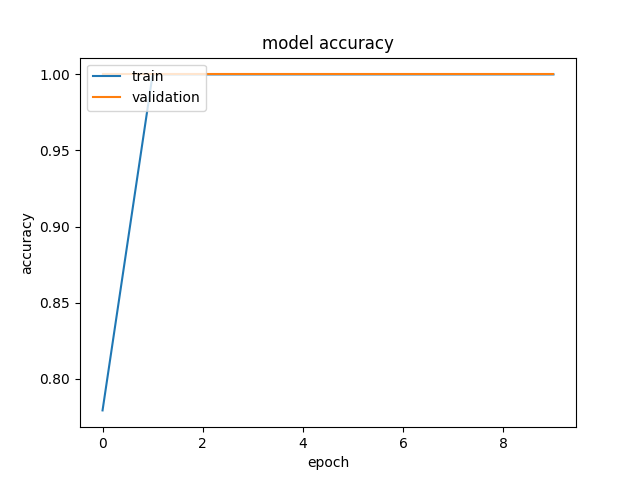 model accuracy
1.00
0.95
0.90
0.85
0.80
accuracy
train
validation
0 2 4 6 8
epoch